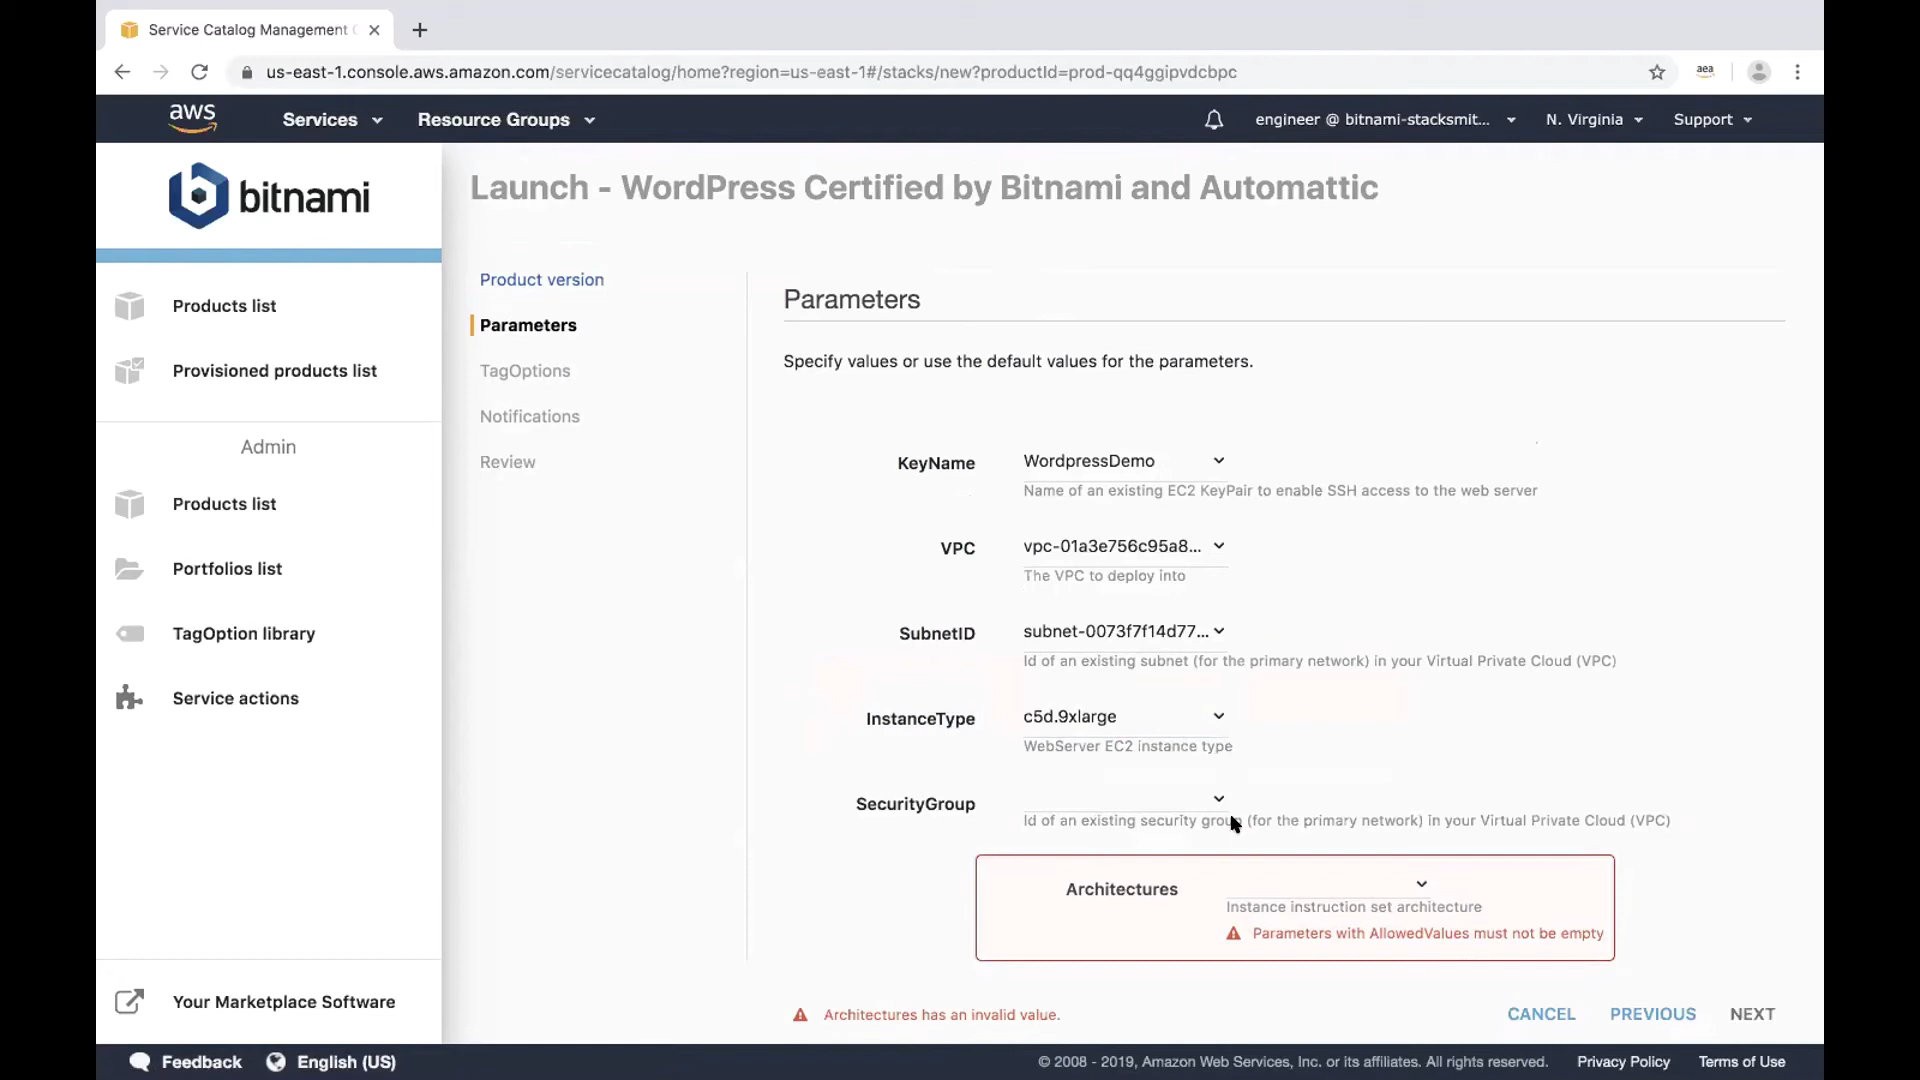 Service Catalog Management C
us-east-1.console.aws.amazon.com/servicecatalog/home?region=us-east-1#/stacks/new?productId=prod-qq4ggipvdcbpc
aea
aws
Services
Resource Groups
engineer @ bitnami-stacksmit...
N. Virginia
Support
bitnami
Products list
Provisioned products list
Admin
Products list
Portfolios list
TagOption library
Service actions
Your Marketplace Software
Launch - WordPress Certified by Bitnami and Automattic
Product version
Parameters
TagOptions
Notifications
Review
Parameters
Specify values or use the default values for the parameters.
KeyName
WordpressDemo
Name of an existing EC2 KeyPair to enable SSH access to the web server
VPC
vpc-01a3e756c95a8...
The VPC to deploy into
SubnetID
subnet-0073f7f14d77...
Id of an existing subnet (for the primary network) in your Virtual Private Cloud (VPC)
InstanceType
c5d.9xlarge
WebServer EC2 instance type
SecurityGroup
Id of an existing security group (for the primary network) in your Virtual Private Cloud (VPC)
Architectures
Instance instruction set architecture
Parameters with AllowedValues must not be empty
Architectures has an invalid value.
CANCEL
PREVIOUS
NEXT
Feedback
English (US)
© 2008 - 2019, Amazon Web Services, Inc. or its affiliates. All rights reserved.
Privacy Policy
Terms of Use